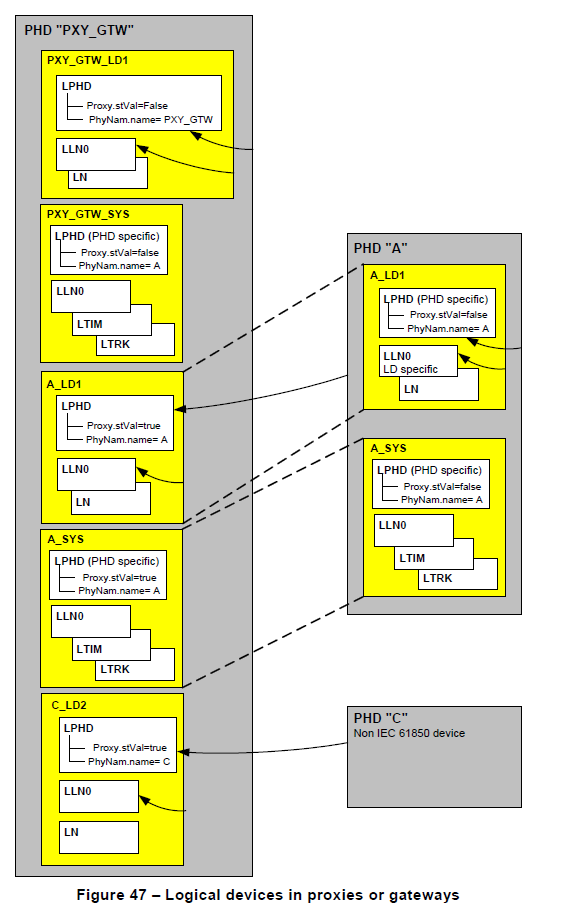 PHD "PXY_GTW"
PXY_GTW_LD1
LPHD
Proxy.stVal=False
PhyNam.name= PXY_GTW
LLN0
LN
PXY_GTW_SYS
LPHD (PHD specific)
Proxy.stVal=false
PhyNam.name= A
LLN0
LTIM
LTRK
A_LD1
LPHD
Proxy.stVal=true
PhyNam.name= A
LLN0
LN
A_SYS
LPHD (PHD specific)
Proxy.stVal=true
PhyNam.name= A
LLN0
LTIM
LTRK
C_LD2
LPHD
Proxy.stVal=true
PhyNam.name= C
LLN0
LN
PHD "A"
A_LD1
LPHD (PHD specific)
Proxy.stVal=false
PhyNam.name= A
LLN0
LD specific
LN
A_SYS
LPHD (PHD specific)
Proxy.stVal=false
PhyNam.name= A
LLN0
LTIM
LTRK
PHD "C"
Non IEC 61850 device
Figure 47 – Logical devices in proxies or gateways